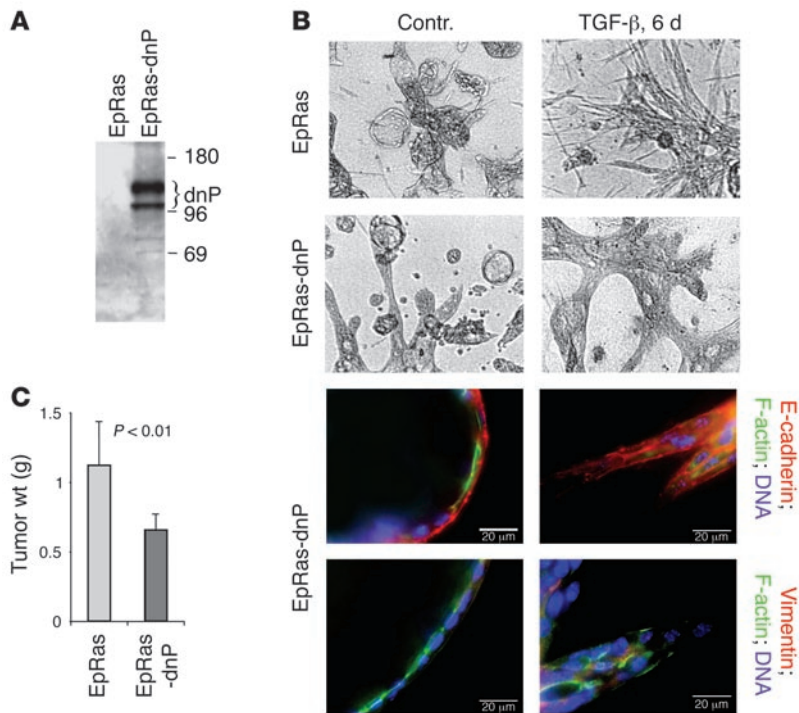 A
EpRas
EpRas-dnP
180
dnP
96
69
B
Contr.
TGF-β, 6 d
EpRas
EpRas-dnP
EpRas-dnP
E-cadherin;
F-actin; DNA
Vimentin;
F-actin; DNA
20 μm
20 μm
20 μm
20 μm
C
Tumor wt (g)
1.5
1
0.5
0
P < 0.01
EpRas
EpRas
-dnP